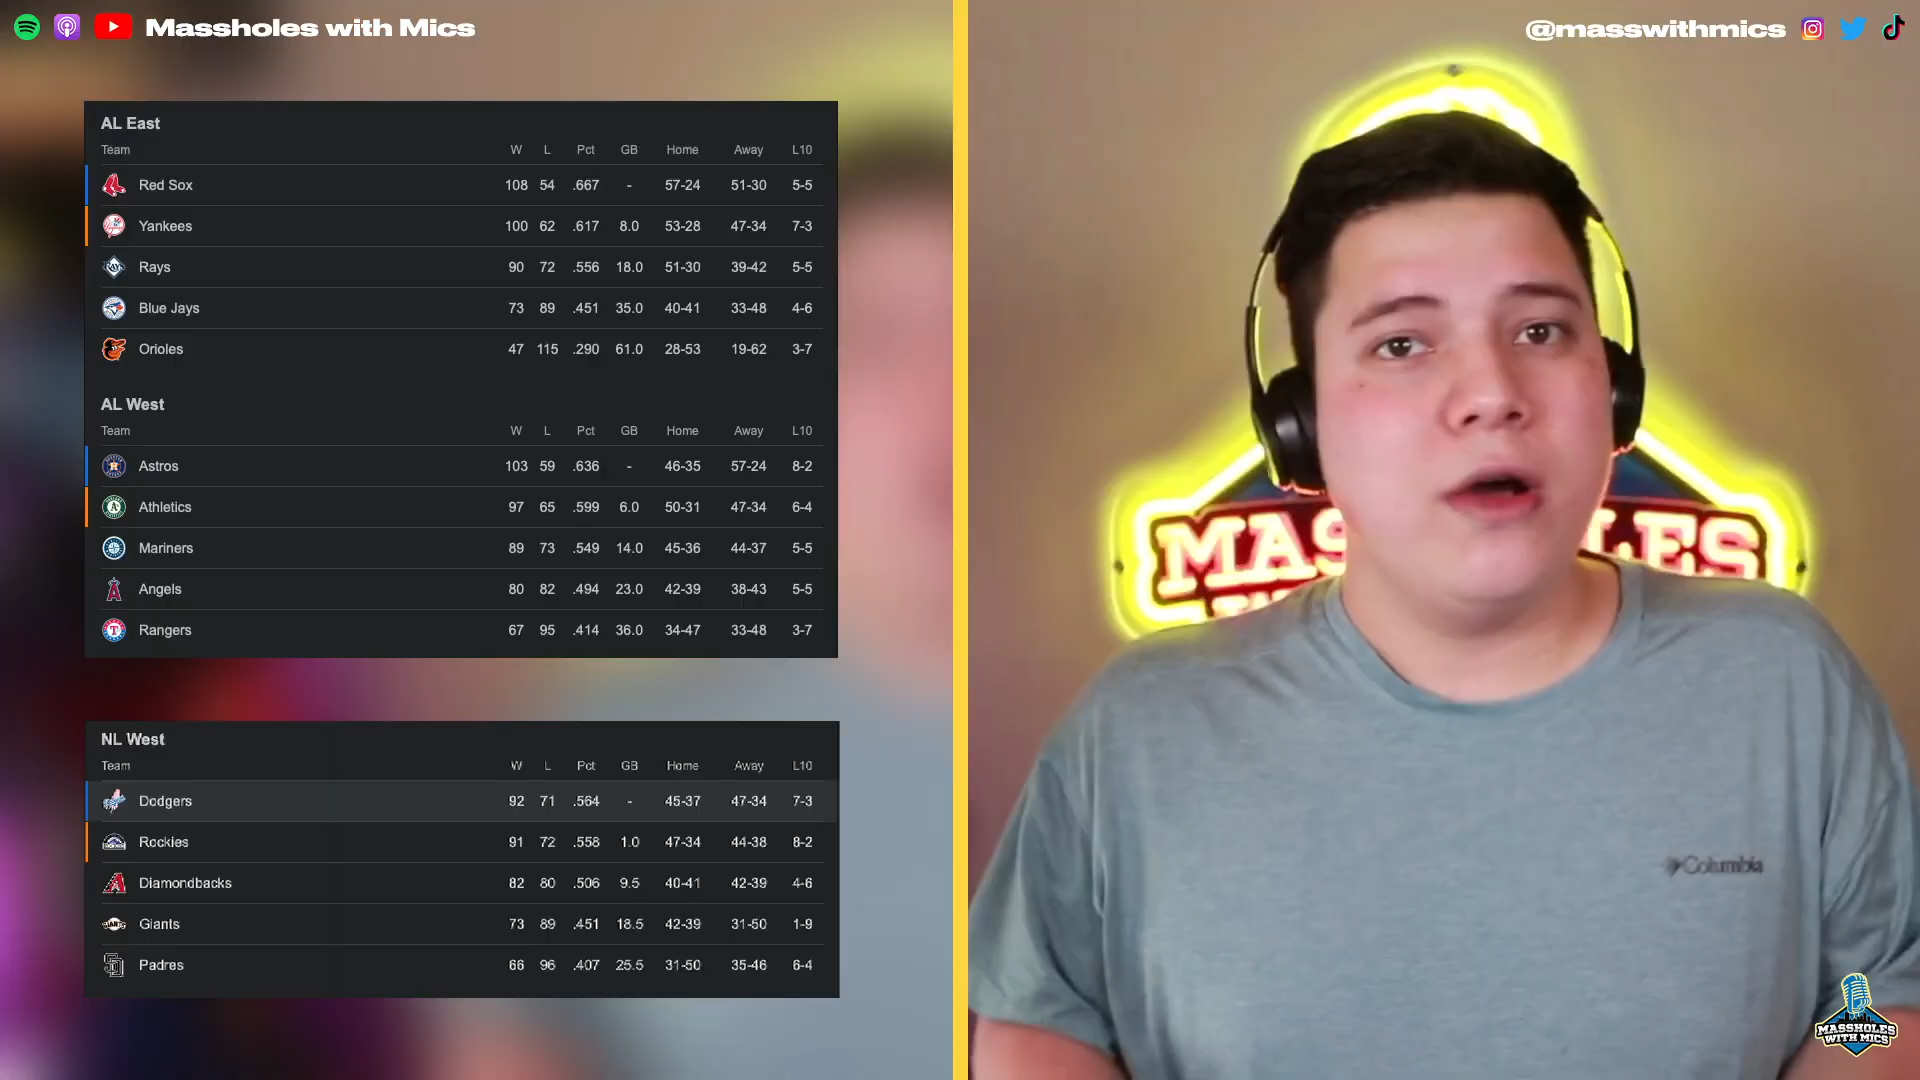 Massholes with Mics
@masswithmics
AL East
Team W L Pct GB Home Away L10
Red Sox 108 54 .667 - 57-24 51-30 5-5
Yankees 100 62 .617 8.0 53-28 47-34 7-3
Rays 90 72 .556 18.0 51-30 39-42 5-5
Blue Jays 73 89 .451 35.0 40-41 33-48 4-6
Orioles 47 115 .290 61.0 28-53 19-62 3-7
AL West
Team W L Pct GB Home Away L10
Astros 103 59 .636 - 46-35 57-24 8-2
Athletics 97 65 .599 6.0 50-31 47-34 6-4
Mariners 89 73 .549 14.0 45-36 44-37 5-5
Angels 80 82 .494 23.0 42-39 38-43 5-5
Rangers 67 95 .414 36.0 34-47 33-48 3-7
NL West
Team W L Pct GB Home Away L10
Dodgers 92 71 .564 - 45-37 47-34 7-3
Rockies 91 72 .558 1.0 47-34 44-38 8-2
Diamondbacks 82 80 .506 9.5 40-41 42-39 4-6
Giants 73 89 .451 18.5 42-39 31-50 1-9
Padres 66 96 .407 25.5 31-50 35-46 6-4
MAS LES
Columbia
MASSHOLES
WITH MICS